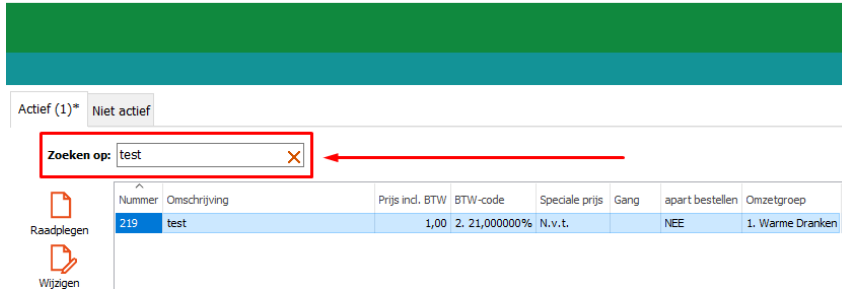 Actief (1)* Niet actief
Zoeken op: test
Nummer Omschrijving Prijs incl. BTW BTW-code Speciale prijs Gang apart bestellen Omzetgroep
219 test 1,00 2. 21,000000% N.v.t. NEE 1. Warme Dranken
Raadplegen
Wijzigen